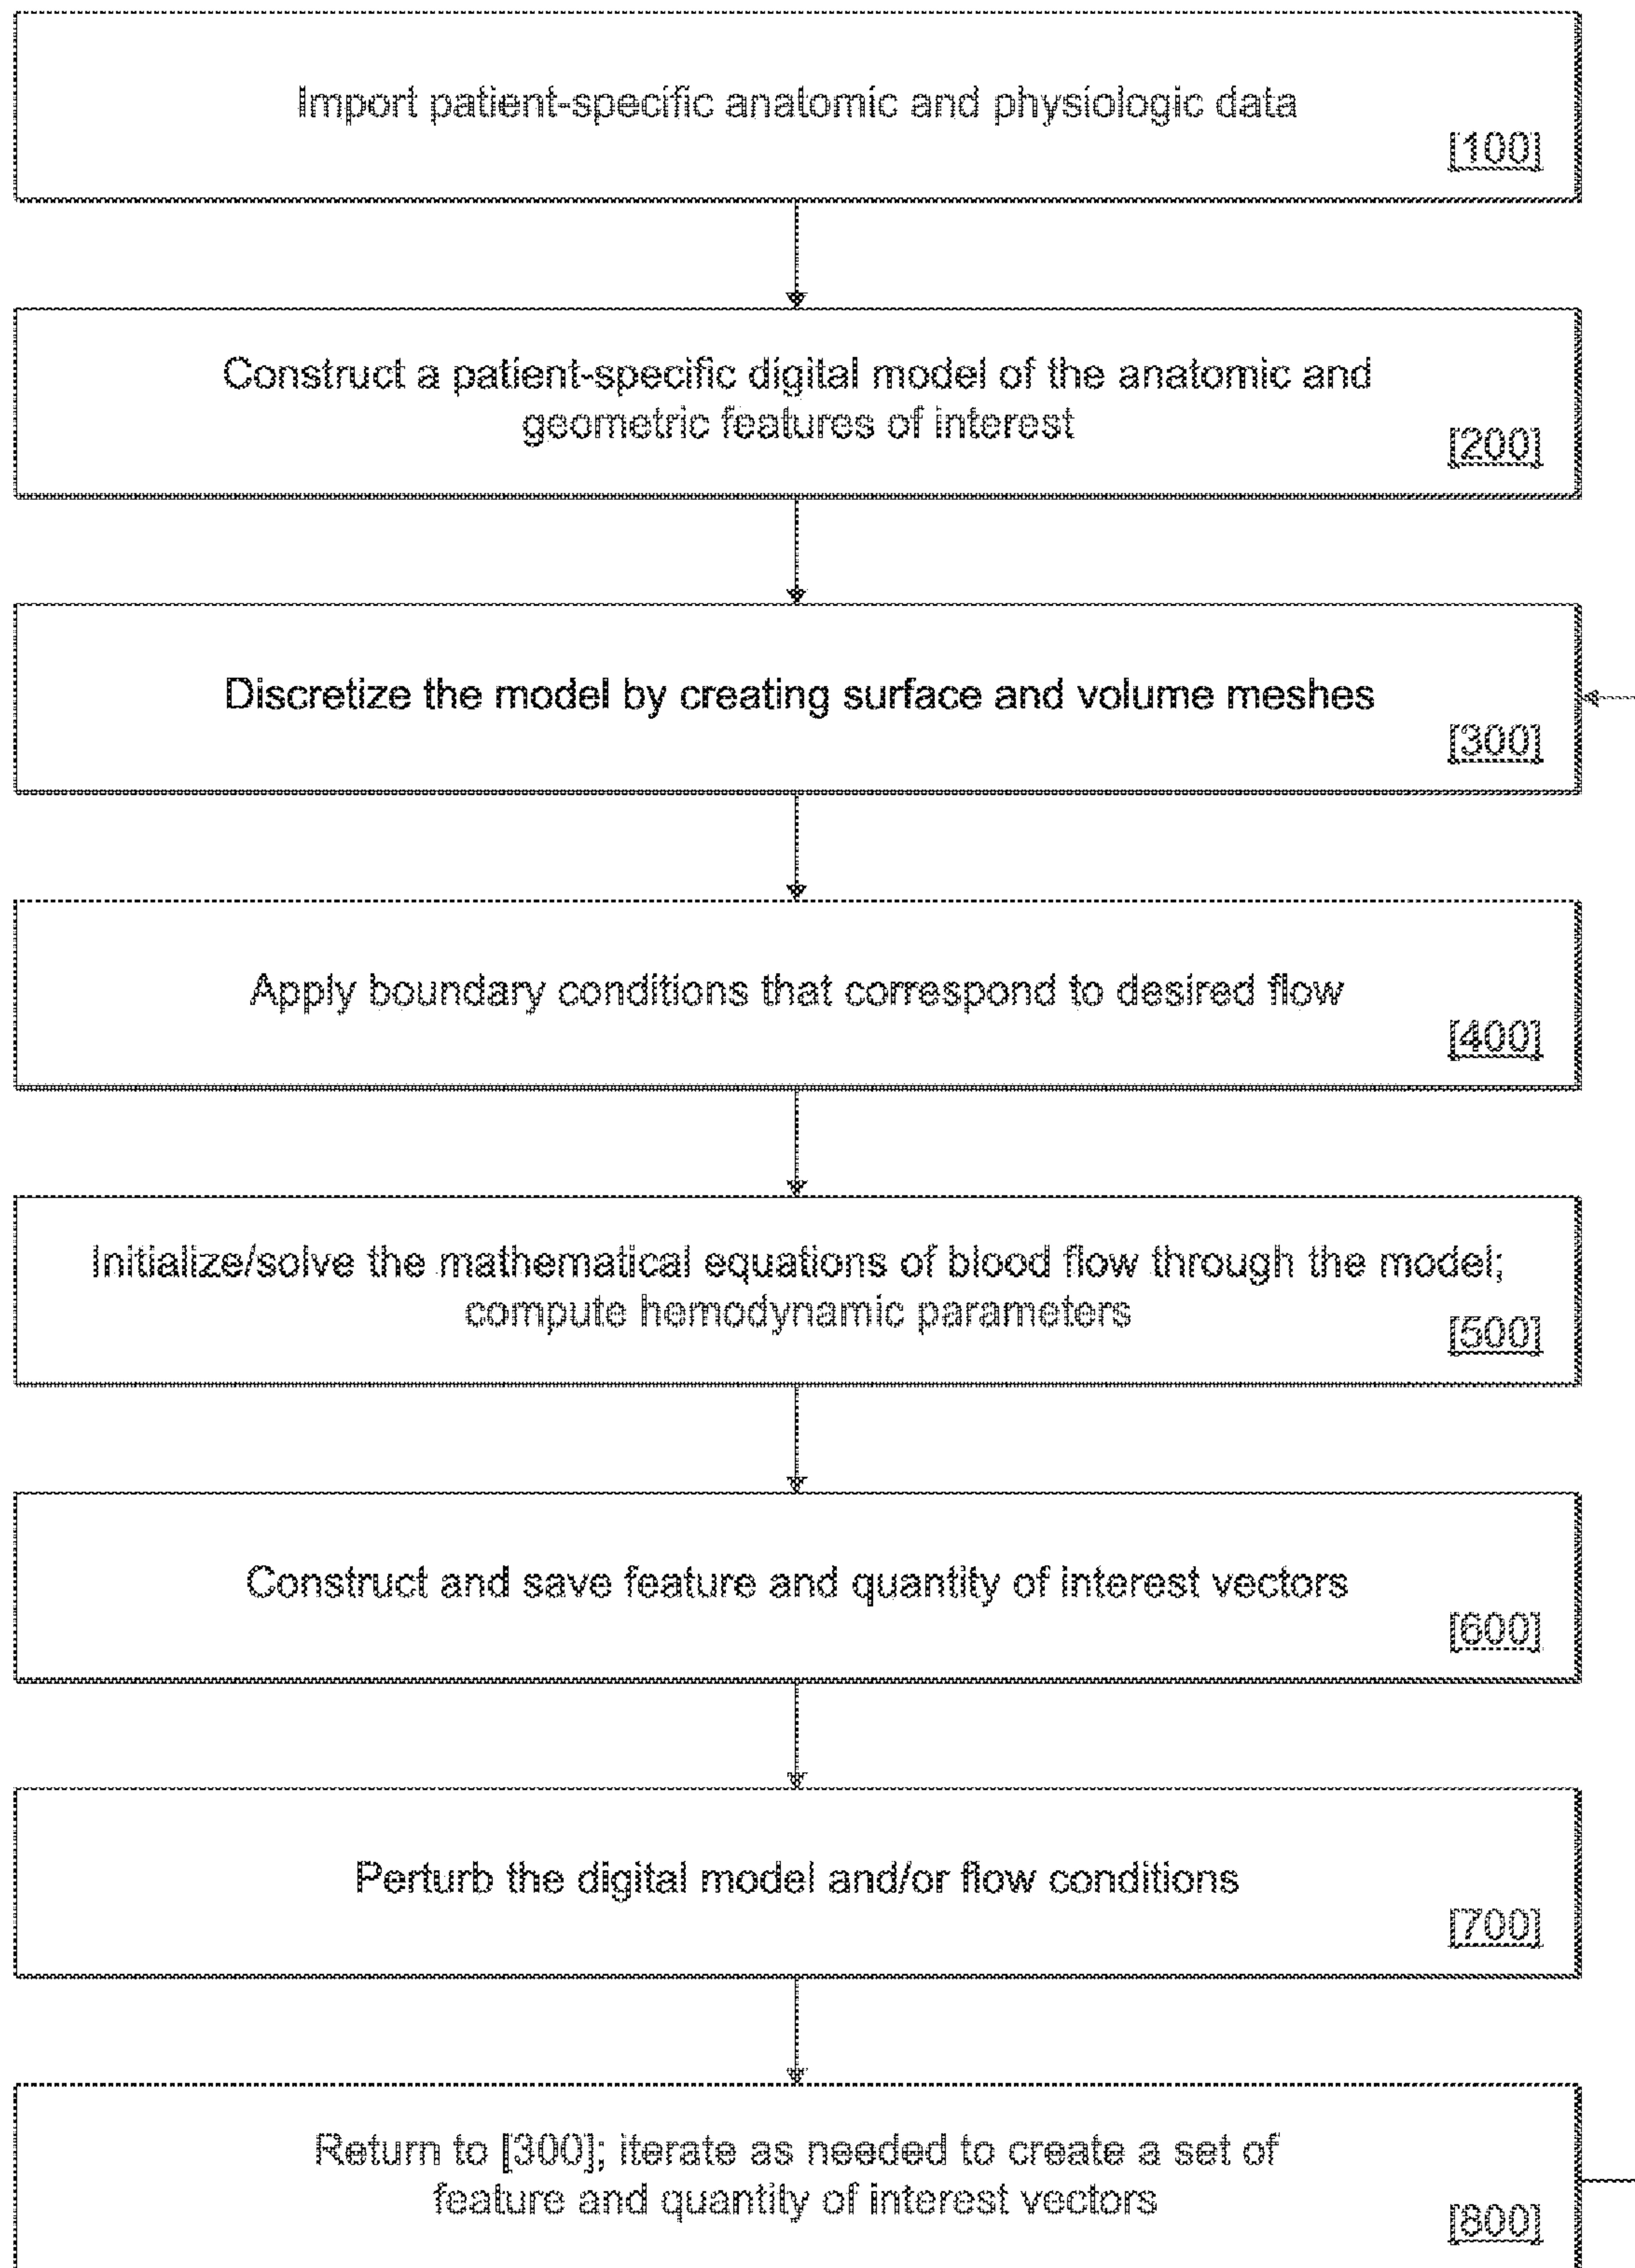 Import patient-specific anatomic and physiologic data
[100]
Construct a patient-specific digital model of the anatomic and
geometric features of interest
[200]
Discretize the model by creating surface and volume meshes
[300]
Apply boundary conditions that correspond to desired flow
[400]
Initialize/solve the mathematical equations of blood flow through the model;
compute hemodynamic parameters
[500]
Construct and save feature and quantity of interest vectors
[600]
Perturb the digital model and/or flow conditions
[700]
Return to [300]; iterate as needed to create a set of
feature and quantity of interest vectors
[800]